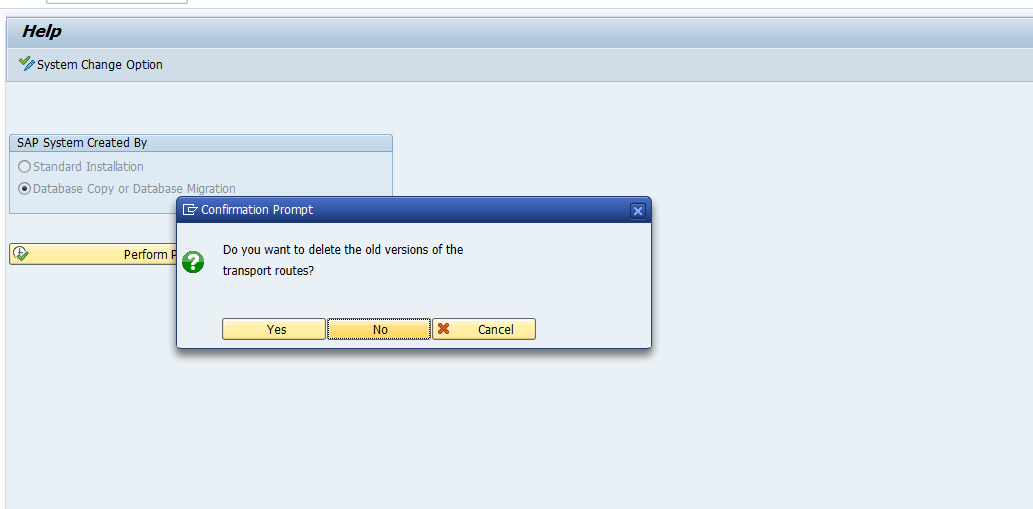 Help
System Change Option
SAP System Created By
Standard Installation
Database Copy or Database Migration
Confirmation Prompt
Do you want to delete the old versions of the
transport routes?
Perform
Yes No Cancel